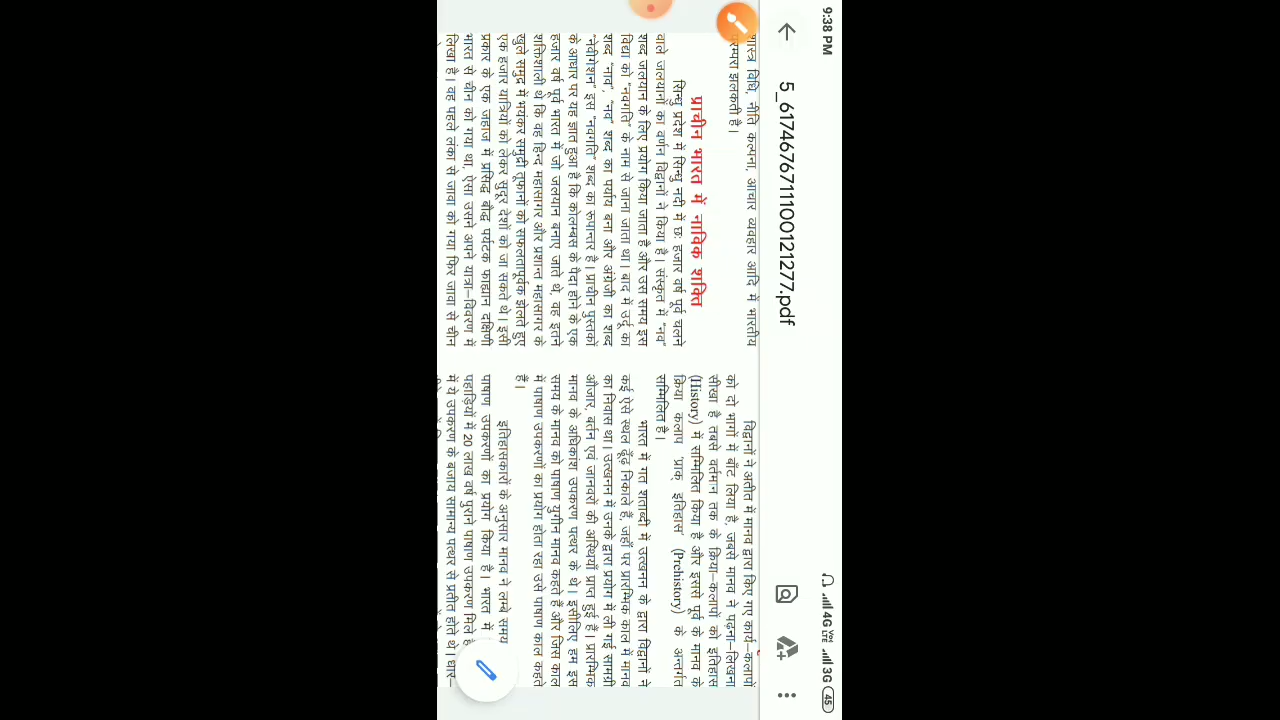 9:38 PM
4G Vo LTE 3G 45
5_6174676711100121277.pdf
शास्त्र विधि, नीति कल्पना, आचार व्यवहार आदि में भारतीय
परम्परा झलकती है।
प्राचीन भारत में नाविक शक्ति
सिन्धु प्रदेश में सिन्धु नदी में छः हजार वर्ष पूर्व चलने
वाले जलयानों का वर्णन विद्वानों ने किया है। संस्कृत में "नव"
शब्द जलयान के लिए प्रयोग किया जाता है और उस समय इस
विद्या को "नवगति" के नाम से जाना जाता था। बाद में उर्दू का
शब्द "नाव", "नव" शब्द का पर्याय बना और अंग्रेजी का शब्द
"नेवीगेशन" इस "नवगति" शब्द का रुपान्तर है। प्राचीन पुस्तकों
के आधार पर यह ज्ञात हुआ है कि कोलम्बस के पैदा होने के एक
हजार वर्ष पूर्व भारत में जो जलयान बनाए जाते थे, वह इतने
शक्तिशाली थे कि वह हिन्द महासागर और प्रशान्त महासागर के
खुले समुद्र में भयंकर समुद्री तूफानों को सफलतापूर्वक झेलते हुए
एक हजार यात्रियों को लेकर सुदूर देशों को जा सकते थे। इसी
प्रकार के एक जहाज में प्रसिद्ध बौद्ध पर्यटक फाह्यान दक्षिणी
भारत से चीन को गया था, ऐसा उसने अपने यात्रा–विवरण में
लिखा है। वह पहले लंका से जावा को गया फिर जावा से चीन
विद्वानों ने अतीत में मानव द्वारा किए गए कार्य–कलापों
को दो भागों में बाँट लिया है, जबसे मानव ने पढ़ना–लिखना
सीखा है तबसे वर्तमान तक के क्रिया–कलापों को इतिहास
(History) में सम्मिलित किया है और इससे पूर्व के मानव के
क्रिया कलाप 'प्राक् इतिहास' (Prehistory) के अन्तर्गत
सम्मिलित है।
भारत में गत शताब्दी में उत्खनन के द्वारा विद्वानों ने
कई ऐसे स्थल ढूँढ़ निकाले हैं, जहाँ पर प्रारम्भिक काल में मानव
का निवास था। उत्खनन में उनके द्वारा प्रयोग में ली गई सामग्री
औजार, बर्तन एवं जानवरों की अस्थियाँ प्राप्त हुई है। प्रारम्भिक
मानव के अधिकांश उपकरण पत्थर के थे। इसीलिए हम इस
समय के मानव को पाषाण युगीन मानव कहते हैं और जिस काल
में पाषाण उपकरणों का प्रयोग होता रहा उसे पाषाण काल कहते
हैं।
इतिहासकारों के अनुसार मानव ने लम्बे समय
पाषाण उपकरणों का प्रयोग किया है। भारत में
पहाड़ियों में 20 लाख वर्ष पुराने पाषाण उपकरण मिले
में ये उपकरण के बजाय सामान्य पत्थर से प्रतीत होते थे। धार–